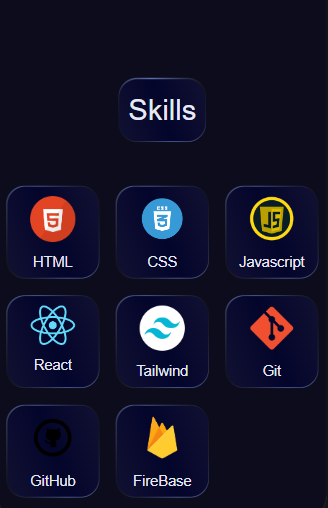 Skills
HTML
CSS
Javascript
React
Tailwind
Git
GitHub
FireBase